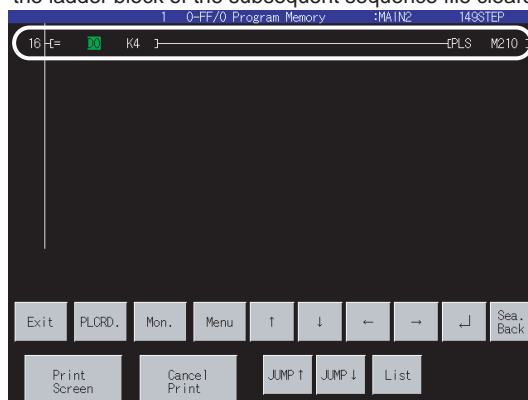 the ladder block of the subsequent sequence file clears
1 0-FF/0 Program Memory :MAIN2 149STEP
16 [= D0 K4 ] [PLS M210 ]
Exit PLCRD. Mon. Menu ↑ ↓ ← → ↵ Sea. Back
Print Screen Cancel Print JUMP↑ JUMP↓ List